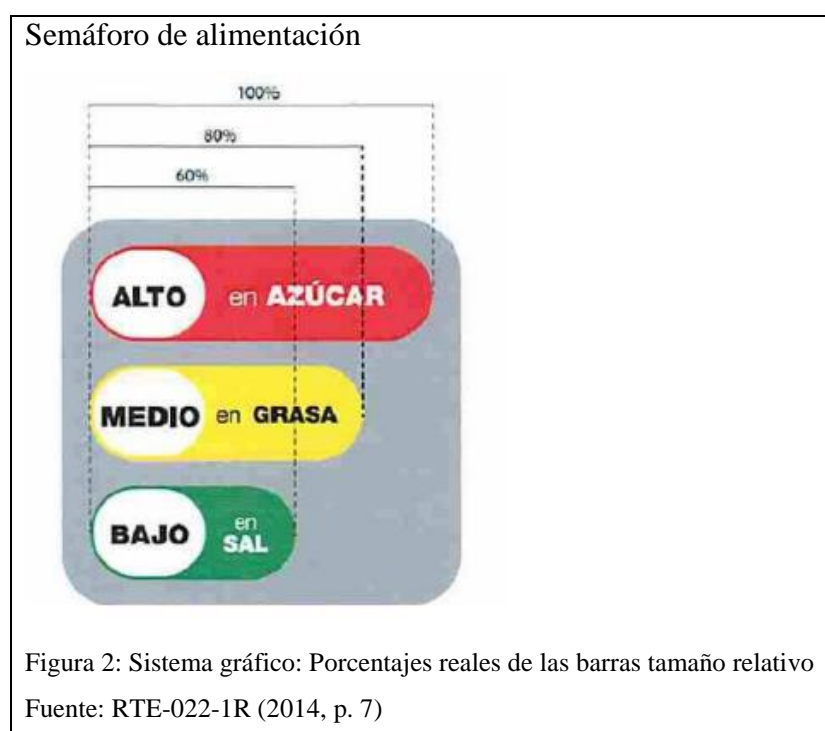 Semáforo de alimentación
100%
80%
60%
ALTO en AZÚCAR
MEDIO en GRASA
BAJO en
SAL
Figura 2: Sistema gráfico: Porcentajes reales de las barras tamaño relativo
Fuente: RTE-022-1R (2014, p. 7)